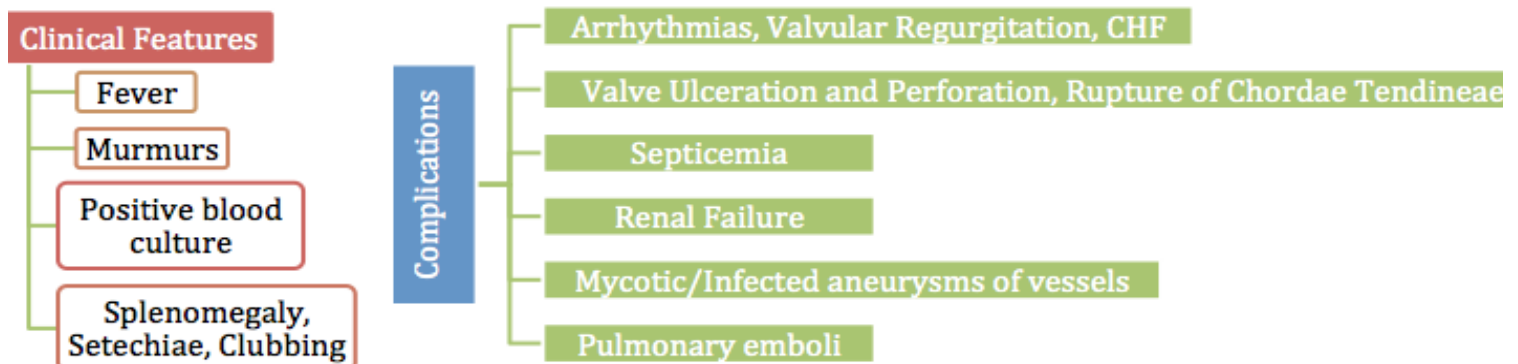 Clinical Features
Fever
Murmurs
Positive blood
culture
Splenomegaly,
Setechiae, Clubbing
Complications
Arrhythmias, Valvular Regurgitation, CHF
Valve Ulceration and Perforation, Rupture of Chordae Tendineae
Septicemia
Renal Failure
Mycotic/Infected aneurysms of vessels
Pulmonary emboli